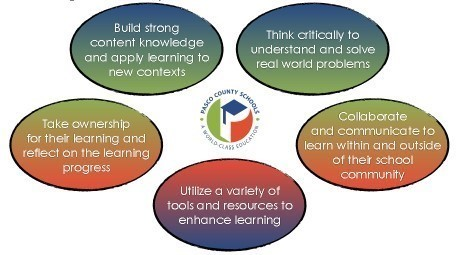 Build strong
content knowledge
and apply learning to
new contexts
Think critically to
understand and solve
real world problems
Take ownership
for their learning and
reflect on the learning
progress
PASCO COUNTY SCHOOLS
A WORLD-CLASS EDUCATION
Collaborate
and communicate to
learn within and outside
of their school
community
Utilize a variety of
tools and resources to
enhance learning